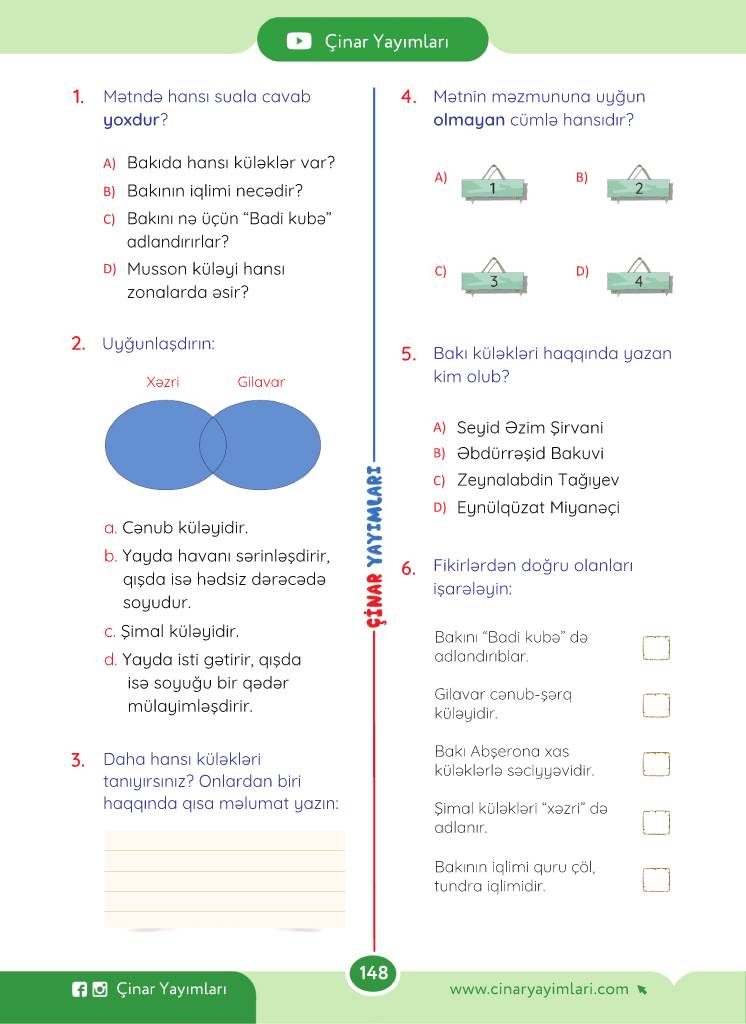 Çinar Yayımları
1. Mətndə hansı suala cavab
yoxdur?
A) Bakıda hansı küləklər var?
B) Bakının iqlimi necədir?
C) Bakını nə üçün “Badi kubə”
adlandırırlar?
D) Musson küləyi hansı
zonalarda əsir?
2. Uyğunlaşdırın:
Xəzri Gilavar
a. Cənub küləyidir.
b. Yayda havanı sərinləşdirir,
qışda isə hədsiz dərəcədə
soyudur.
c. Şimal küləyidir.
d. Yayda isti gətirir, qışda
isə soyuğu bir qədər
mülayimləşdirir.
3. Daha hansı küləkləri
tanıyırsınız? Onlardan biri
haqqında qısa məlumat yazın:
ÇİNAR YAYIMLARI
4. Mətnin məzmununa uyğun
olmayan cümlə hansıdır?
A) 1 B) 2
C) 3 D) 4
5. Bakı küləkləri haqqında yazan
kim olub?
A) Seyid Əzim Şirvani
B) Əbdürrəşid Bakuvi
C) Zeynalabdin Tağıyev
D) Eynülqüzat Miyanəçi
6. Fikirlərdən doğru olanları
işarələyin:
Bakını “Badi kubə” də
adlandırıblar.
Gilavar cənub-şərq
küləyidir.
Bakı Abşerona xas
küləklərlə səciyyəvidir.
Şimal küləkləri “xəzri” də
adlanır.
Bakının iqlimi quru çöl,
tundra iqlimidir.
Çinar Yayımları
148
www.cinaryayimlari.com